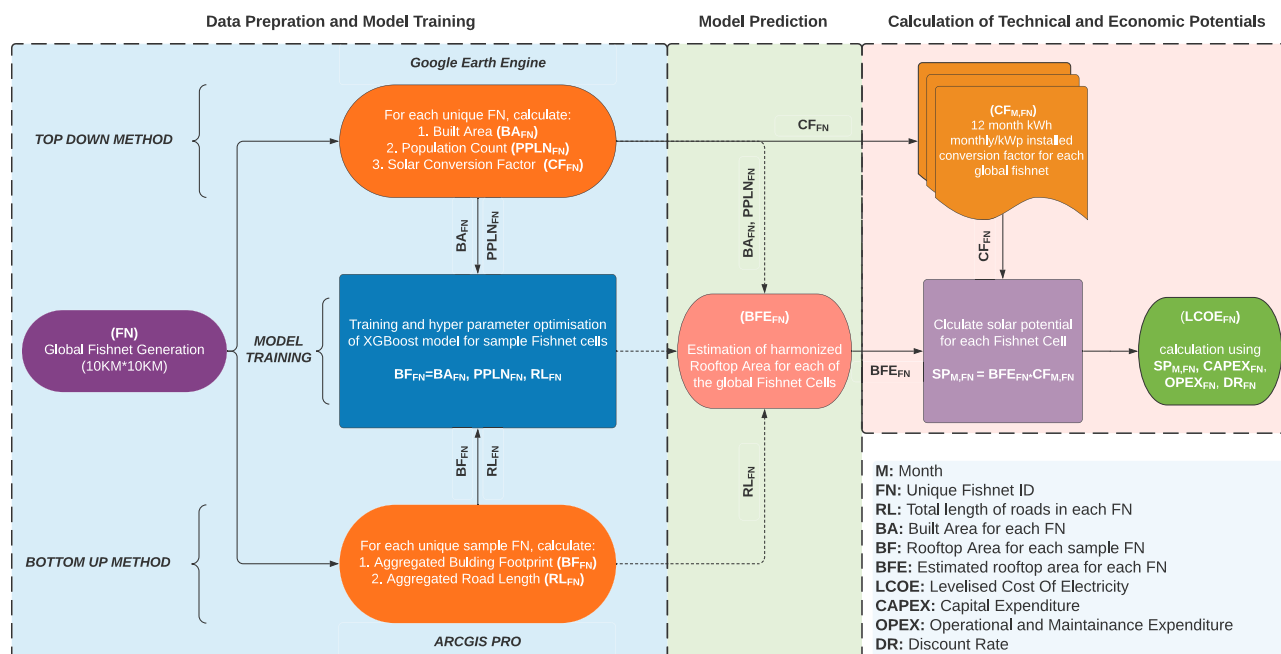 Data Prepration and Model Training
Model Prediction
Calculation of Technical and Economic Potentials
Google Earth Engine
TOP DOWN METHOD
For each unique FN, calculate:
1. Built Area (BAFN)
2. Population Count (PPLNFN)
3. Solar Conversion Factor (CFFN)
CFFN
(CFM,FN)
12 month kWh
monthly/kWp installed
conversion factor for each
global fishnet
BAFN
PPLNFN
BAFN, PPLNFN
CFFN
(FN)
Global Fishnet Generation
(10KM*10KM)
MODEL
TRAINING
Training and hyper parameter optimisation
of XGBoost model for sample Fishnet cells
BFFN=BAFN, PPLNFN, RLFN
(BFEFN)
Estimation of harmonized
Rooftop Area for each of
the global Fishnet Cells
BFEFN
Clculate solar potential
for each Fishnet Cell
SPM,FN = BFEFN*CFM,FN
(LCOEFN)
calculation using
SPM,FN, CAPEXFN,
OPEXFN, DRFN
BFFN
RLFN
RLFN
BOTTOM UP METHOD
For each unique sample FN, calculate:
1. Aggregated Bulding Footprint (BFFN)
2. Aggregated Road Length (RLFN)
ARCGIS PRO
M: Month
FN: Unique Fishnet ID
RL: Total length of roads in each FN
BA: Built Area for each FN
BF: Rooftop Area for each sample FN
BFE: Estimated rooftop area for each FN
LCOE: Levelised Cost Of Electricity
CAPEX: Capital Expenditure
OPEX: Operational and Maintainance Expenditure
DR: Discount Rate